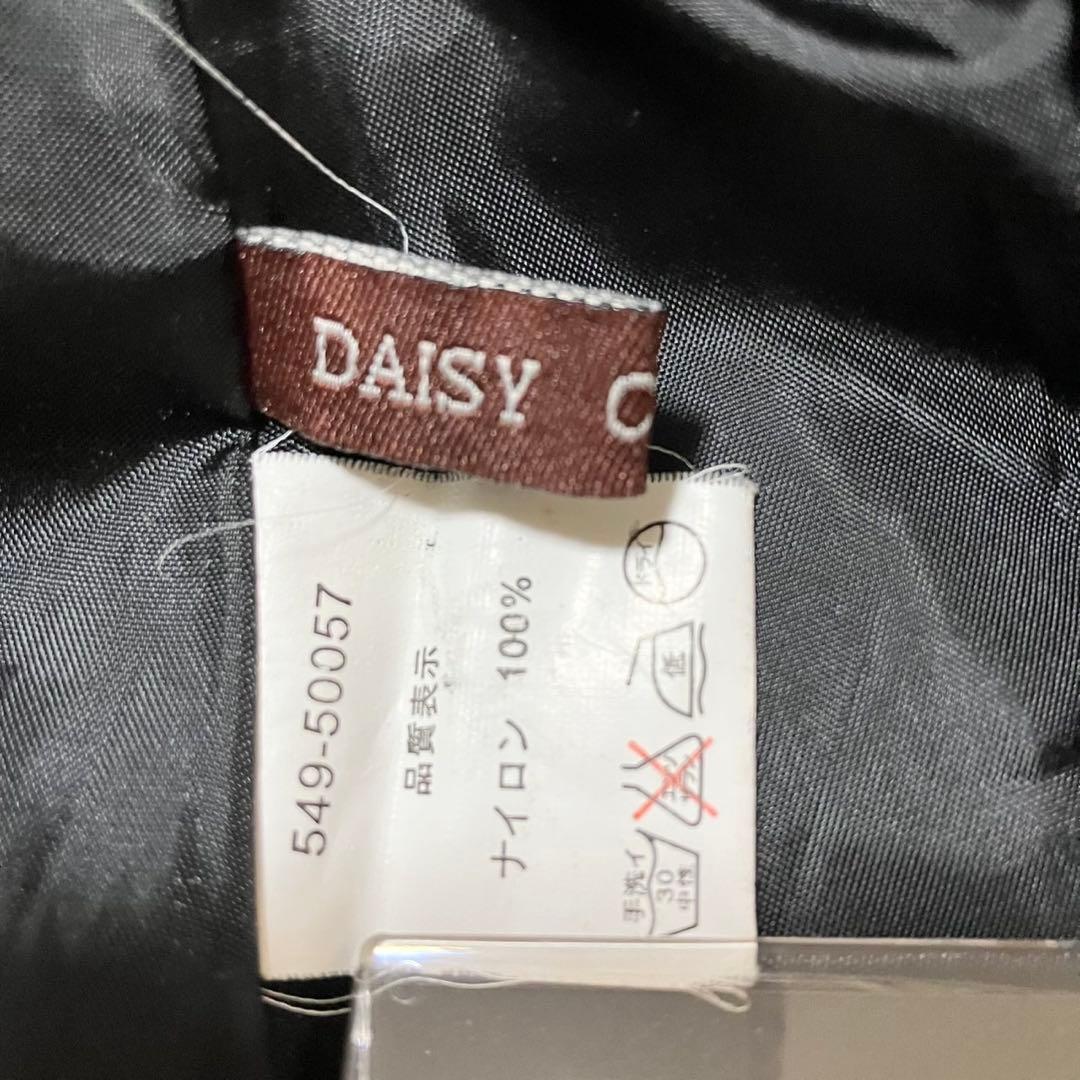 DAISY C
549-50057
品質表示
ナイロン 100%
手洗イ
30
中性
低
ドライ